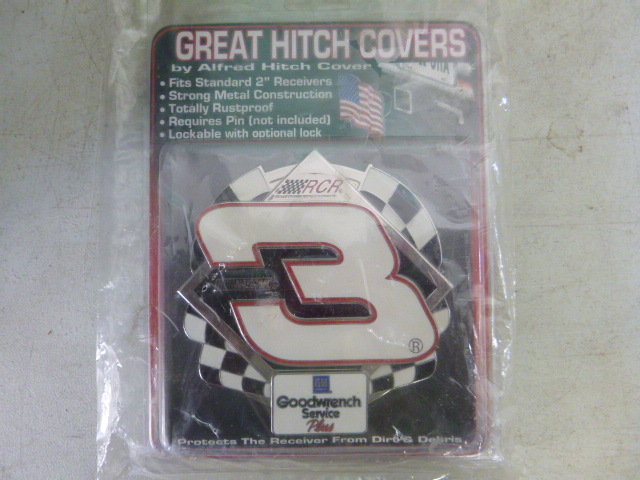 GREAT HITCH COVERS
by Alfred Hitch Cover
• Fits Standard 2" Receivers
• Strong Metal Construction
• Totally Rustproof
• Requires Pin (not included)
• Lockable with optional lock
RCR
3
®
GM
Goodwrench
Service
Plus
Protects The Receiver From Dirt & Debris